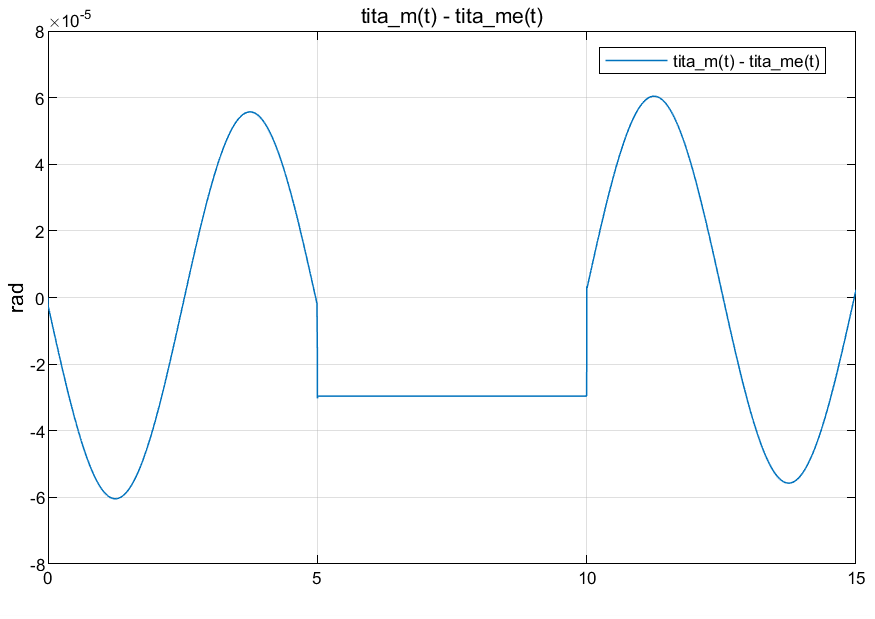 tita_m(t) - tita_me(t)
×10-5
tita_m(t) - tita_me(t)
8
6
4
2
0
-2
-4
-6
-8
rad
0 5 10 15